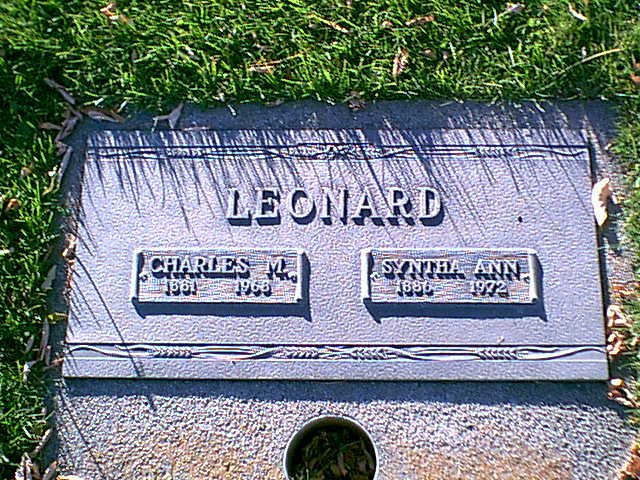 LEONARD
CHARLES M.
1881 1968
SYNTHA ANN
1886 1972